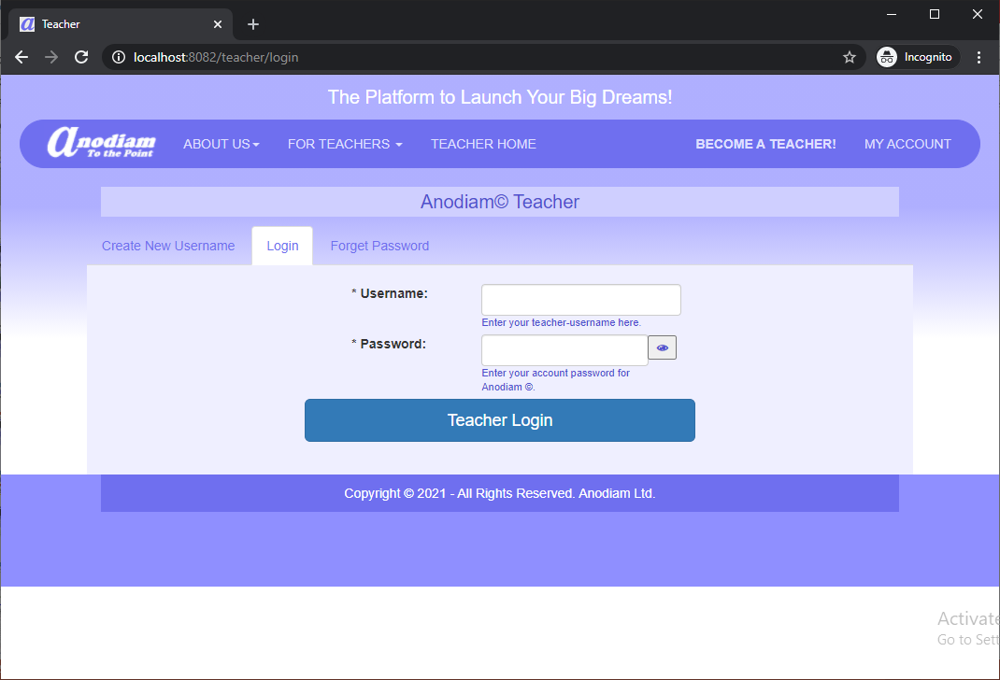 Teacher
localhost:8082/teacher/login
Incognito
The Platform to Launch Your Big Dreams!
Anodiam
To the Point
ABOUT US
FOR TEACHERS
TEACHER HOME
BECOME A TEACHER!
MY ACCOUNT
Anodiam© Teacher
Create New Username
Login
Forget Password
* Username:
Enter your teacher-username here.
* Password:
Enter your account password for
Anodiam ©.
Teacher Login
Copyright © 2021 - All Rights Reserved. Anodiam Ltd.
Activate
Go to Sett